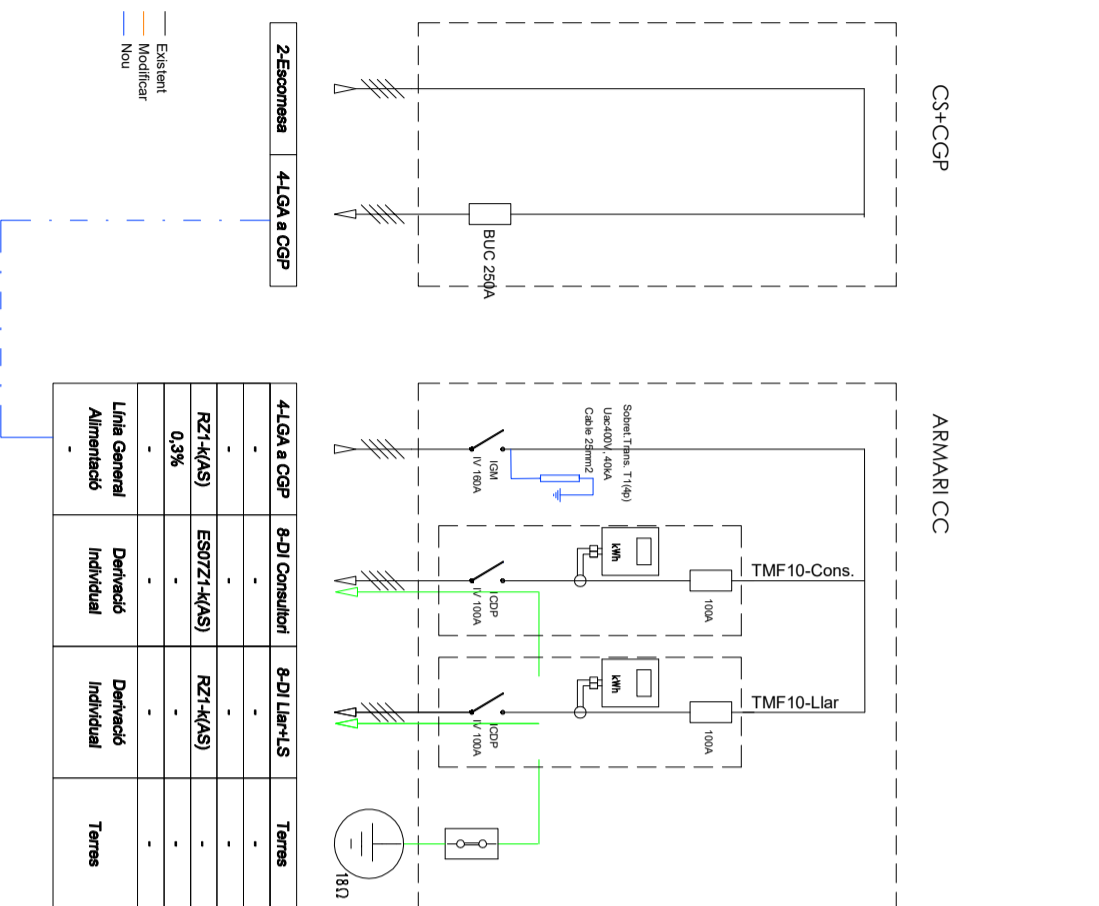 CS+CGP
BUC 250A
2-Escomesa
4-LGA a CGP
Existent
Modificar
Nou
ARMARI CC
Sobret.Trans. T1(4p)
Uac400V, 40kA
Cable 25mm2
IGM
IV 160A
TMF10-Cons.
100A
kWh
ICDP
IV 100A
TMF10-Llar
100A
kWh
ICDP
IV 100A
18Ω
4-LGA a CGP
8-DI Consultori
8-DI Llar+LS
Terres
-
-
-
-
-
-
-
-
RZ1-k(AS)
ES07Z1-k(AS)
RZ1-k(AS)
-
0,3%
-
-
-
-
-
-
-
Línia General
Alimentació
-
Derivació
Individual
Derivació
Individual
Terres